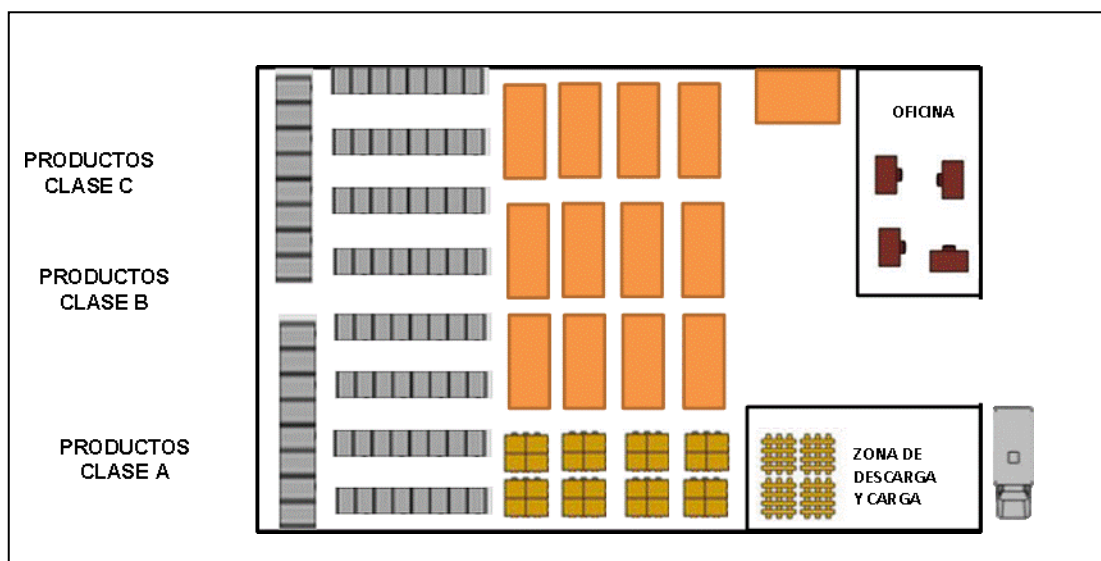 PRODUCTOS
CLASE C
PRODUCTOS
CLASE B
PRODUCTOS
CLASE A
OFICINA
ZONA DE
DESCARGA
Y CARGA